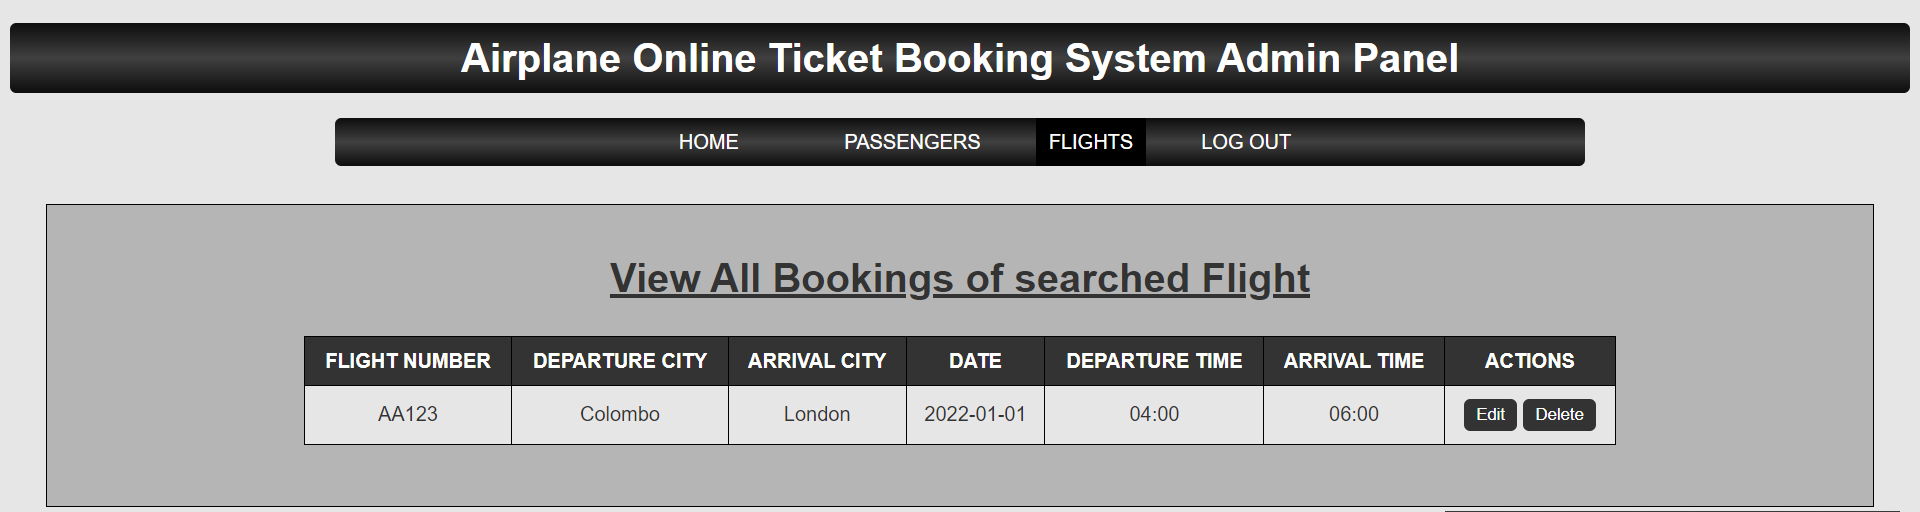 Airplane Online Ticket Booking System Admin Panel
HOME PASSENGERS FLIGHTS LOG OUT
View All Bookings of searched Flight
FLIGHT NUMBER DEPARTURE CITY ARRIVAL CITY DATE DEPARTURE TIME ARRIVAL TIME ACTIONS
AA123 Colombo London 2022-01-01 04:00 06:00 Edit Delete